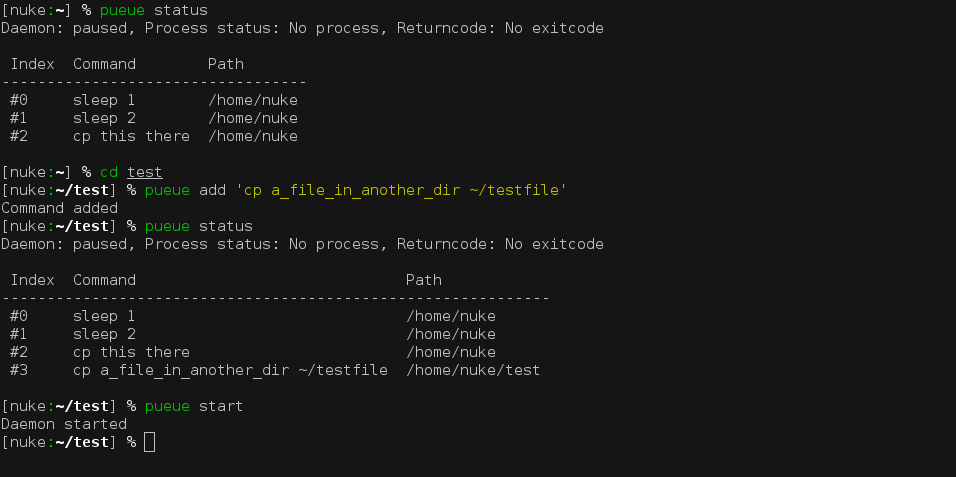 [nuke:~] % pueue status
Daemon: paused, Process status: No process, Returncode: No exitcode
Index  Command        Path
----------------------------------
#0     sleep 1        /home/nuke
#1     sleep 2        /home/nuke
#2     cp this there  /home/nuke
[nuke:~] % cd test
[nuke:~/test] % pueue add 'cp a_file_in_another_dir ~/testfile'
Command added
[nuke:~/test] % pueue status
Daemon: paused, Process status: No process, Returncode: No exitcode
Index  Command                              Path
-------------------------------------------------------------
#0     sleep 1                              /home/nuke
#1     sleep 2                              /home/nuke
#2     cp this there                        /home/nuke
#3     cp a_file_in_another_dir ~/testfile  /home/nuke/test
[nuke:~/test] % pueue start
Daemon started
[nuke:~/test] %